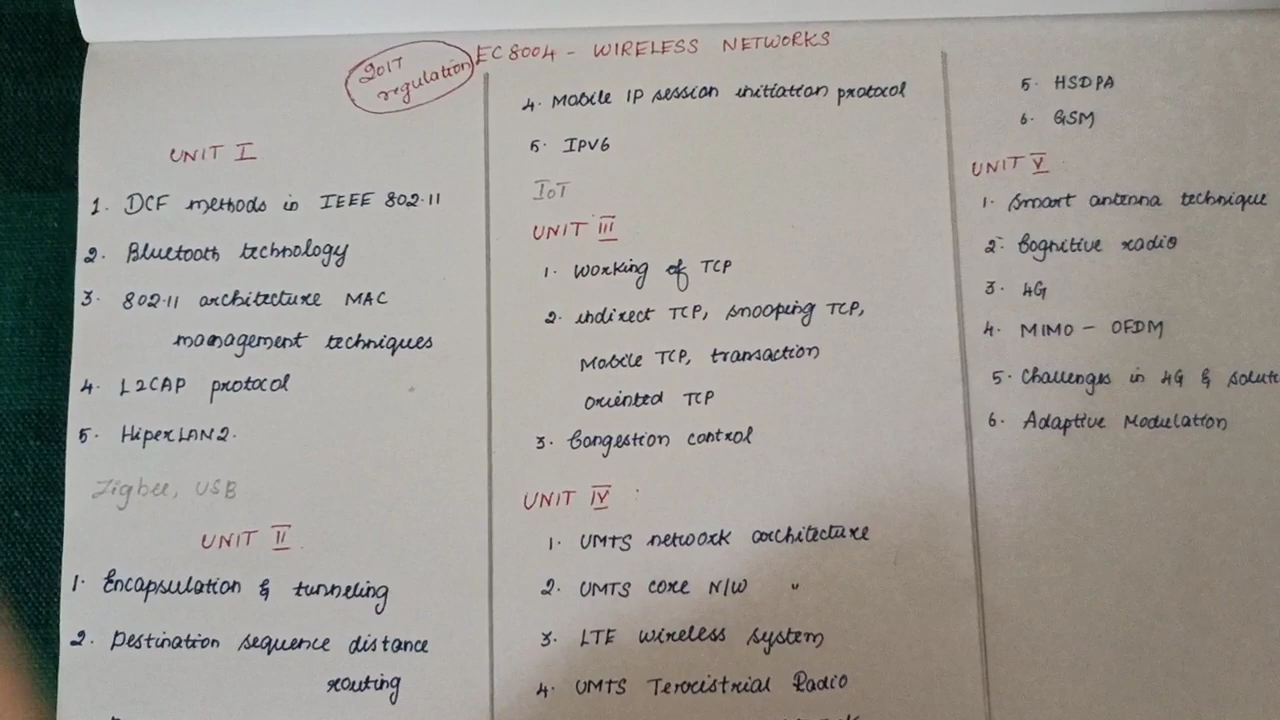 2017 regulation
EC8004 - WIRELESS NETWORKS
UNIT I
1. DCF methods in IEEE 802.11
2. Bluetooth technology
3. 802.11 architecture MAC
management techniques
4. L2CAP protocol
5. HiperLAN2.
Zigbee, USB
UNIT II
1. Encapsulation & tunneling
2. Destination sequence distance
routing
4. Mobile IP session initiation protocol
5. IPV6
IoT
UNIT III
1. Working of TCP
2. indirect TCP, snooping TCP,
Mobile TCP, transaction
oriented TCP
3. Congestion control
UNIT IV
1. UMTS network architecture
2. UMTS core N/W "
3. LTE wireless system
4. UMTS Terocistrial Radio
5. HSDPA
6. GSM
UNIT V
1. Smart antenna technique
2. Cognitive radio
3. 4G
4. MIMO - OFDM
5. Challenges in 4G & solut
6. Adaptive Modulation